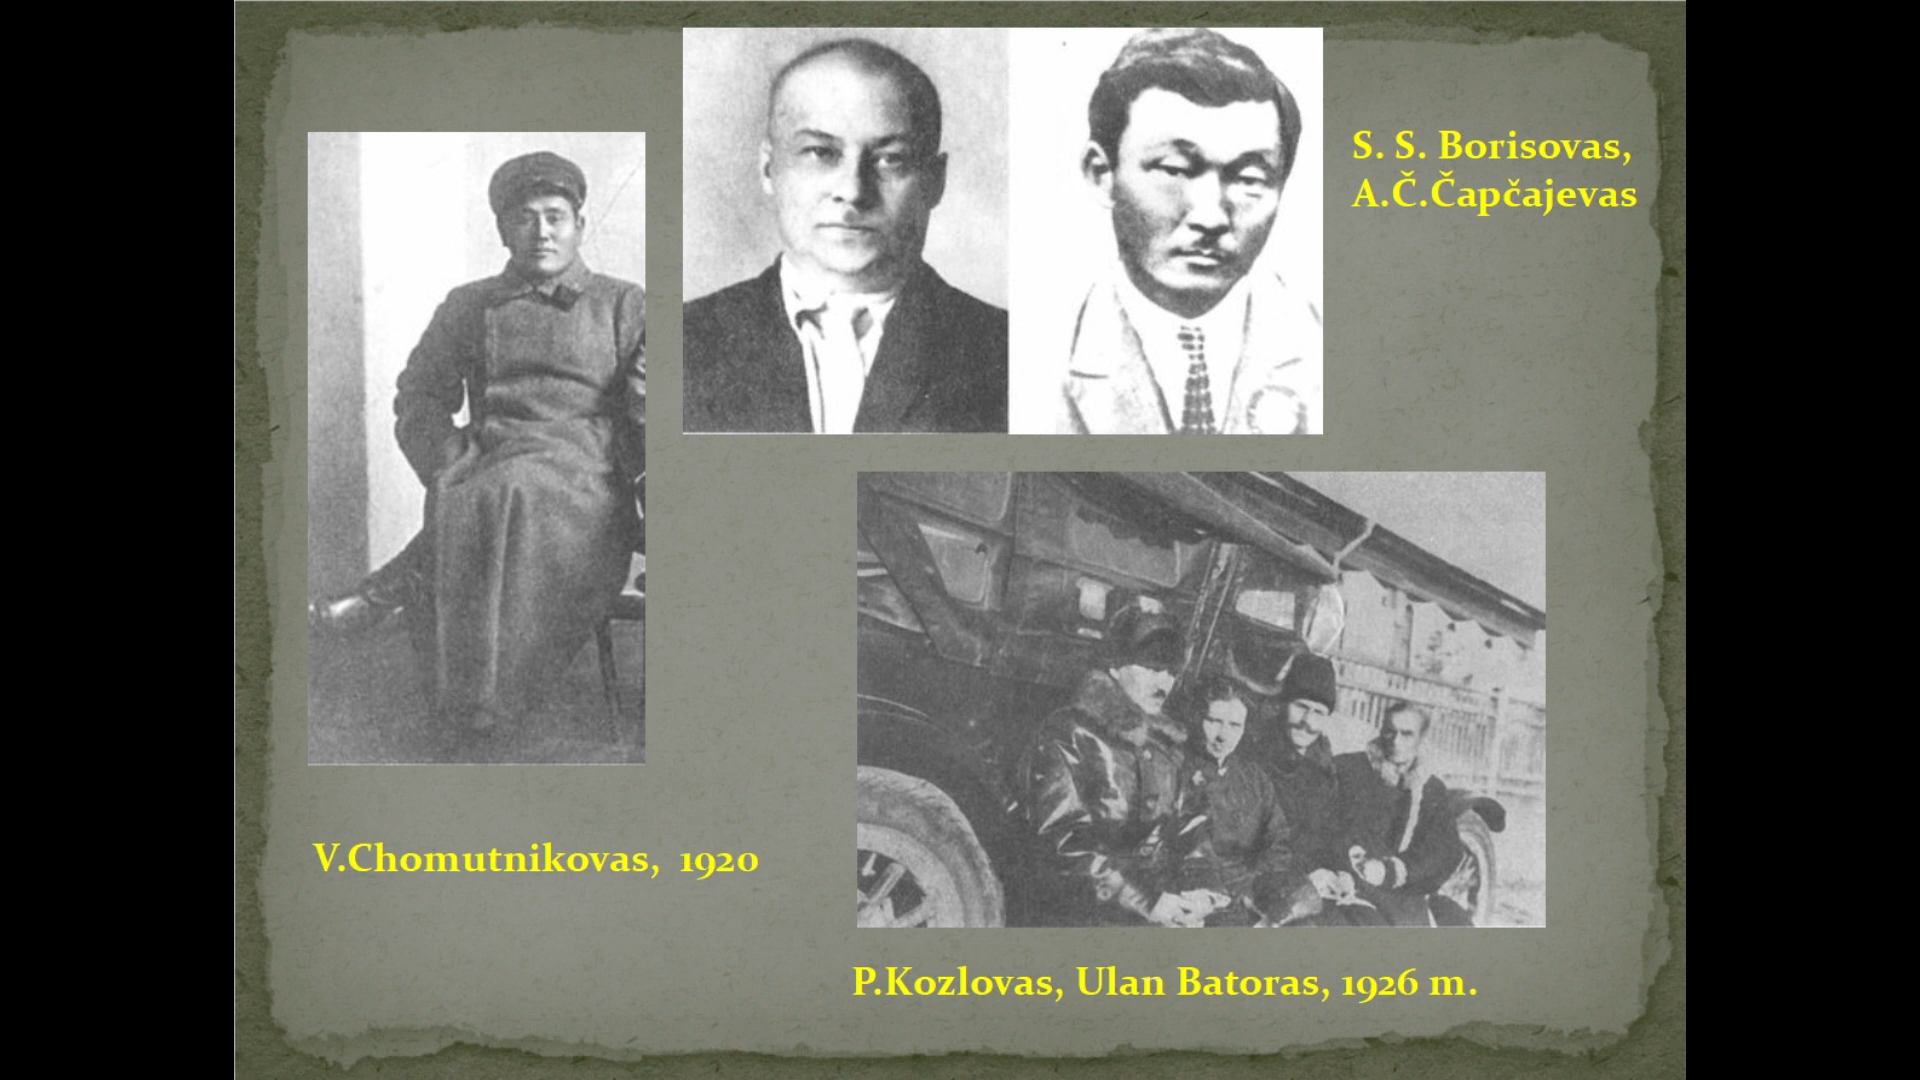 S. S. Borisovas,
A.Č.Čapčajevas
V.Chomutnikovas, 1920
P.Kozlovas, Ulan Batoras, 1926 m.